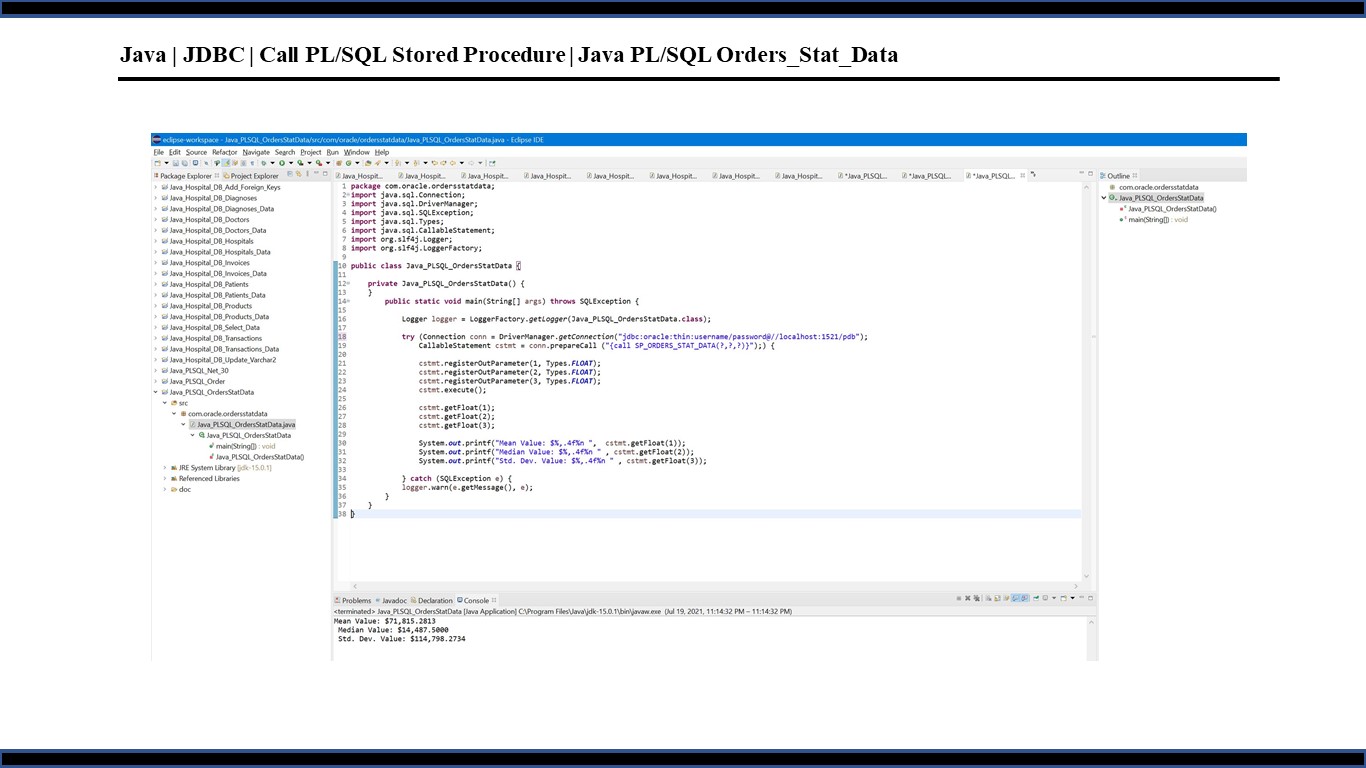 Java | JDBC | Call PL/SQL Stored Procedure| Java PL/SQL Orders_Stat_Data
eclipse-workspace - Java_PLSQL_OrdersStatData/src/com/oracle/ordersstatdata/Java_PLSQL_OrdersStatData.java - Eclipse IDE
File Edit Source Refactor Navigate Search Project Run Window Help
Package Explorer Project Explorer
Java_Hospital_DB_Add_Foreign_Keys
Java_Hospital_DB_Diagnoses
Java_Hospital_DB_Diagnoses_Data
Java_Hospital_DB_Doctors
Java_Hospital_DB_Doctors_Data
Java_Hospital_DB_Hospitals
Java_Hospital_DB_Hospitals_Data
Java_Hospital_DB_Invoices
Java_Hospital_DB_Invoices_Data
Java_Hospital_DB_Patients
Java_Hospital_DB_Patients_Data
Java_Hospital_DB_Products
Java_Hospital_DB_Products_Data
Java_Hospital_DB_Select_Data
Java_Hospital_DB_Transactions
Java_Hospital_DB_Transactions_Data
Java_Hospital_DB_Update_Varchar2
Java_PLSQL_Net_30
Java_PLSQL_Order
Java_PLSQL_OrdersStatData
src
com.oracle.ordersstatdata
Java_PLSQL_OrdersStatData.java
Java_PLSQL_OrdersStatData
main(String[]) : void
Java_PLSQL_OrdersStatData()
JRE System Library [jdk-15.0.1]
Referenced Libraries
doc
Java_Hospit... Java_Hospit... Java_Hospit... Java_Hospit... Java_Hospit... Java_Hospit... Java_Hospit... Java_Hospit... *Java_PLSQL... Java_PLSQL... *Java_PLSQL...
1 package com.oracle.ordersstatdata;
2 import java.sql.Connection;
3 import java.sql.DriverManager;
4 import java.sql.SQLException;
5 import java.sql.Types;
6 import java.sql.CallableStatement;
7 import org.slf4j.Logger;
8 import org.slf4j.LoggerFactory;
9
10 public class Java_PLSQL_OrdersStatData {
11
12 private Java_PLSQL_OrdersStatData() {
13 }
14 public static void main(String[] args) throws SQLException {
15
16 Logger logger = LoggerFactory.getLogger(Java_PLSQL_OrdersStatData.class);
17
18 try (Connection conn = DriverManager.getConnection("jdbc:oracle:thin:username/password@//localhost:1521/pdb");
19 CallableStatement cstmt = conn.prepareCall ("{call SP_ORDERS_STAT_DATA(?,?,?)}");) {
20
21 cstmt.registerOutParameter(1, Types.FLOAT);
22 cstmt.registerOutParameter(2, Types.FLOAT);
23 cstmt.registerOutParameter(3, Types.FLOAT);
24 cstmt.execute();
25
26 cstmt.getFloat(1);
27 cstmt.getFloat(2);
28 cstmt.getFloat(3);
29
30 System.out.printf("Mean Value: $%,.4f%n ", cstmt.getFloat(1));
31 System.out.printf("Median Value: $%,.4f%n " , cstmt.getFloat(2));
32 System.out.printf("Std. Dev. Value: $%,.4f%n " , cstmt.getFloat(3));
33
34 } catch (SQLException e) {
35 logger.warn(e.getMessage(), e);
36 }
37 }
38 }
Outline
com.oracle.ordersstatdata
Java_PLSQL_OrdersStatData
Java_PLSQL_OrdersStatData()
main(String[]) : void
Problems Javadoc Declaration Console
<terminated> Java_PLSQL_OrdersStatData [Java Application] C:\Program Files\Java\jdk-15.0.1\bin\javaw.exe (Jul 19, 2021, 11:14:32 PM – 11:14:32 PM)
Mean Value: $71,815.2813
Median Value: $14,487.5000
Std. Dev. Value: $114,798.2734